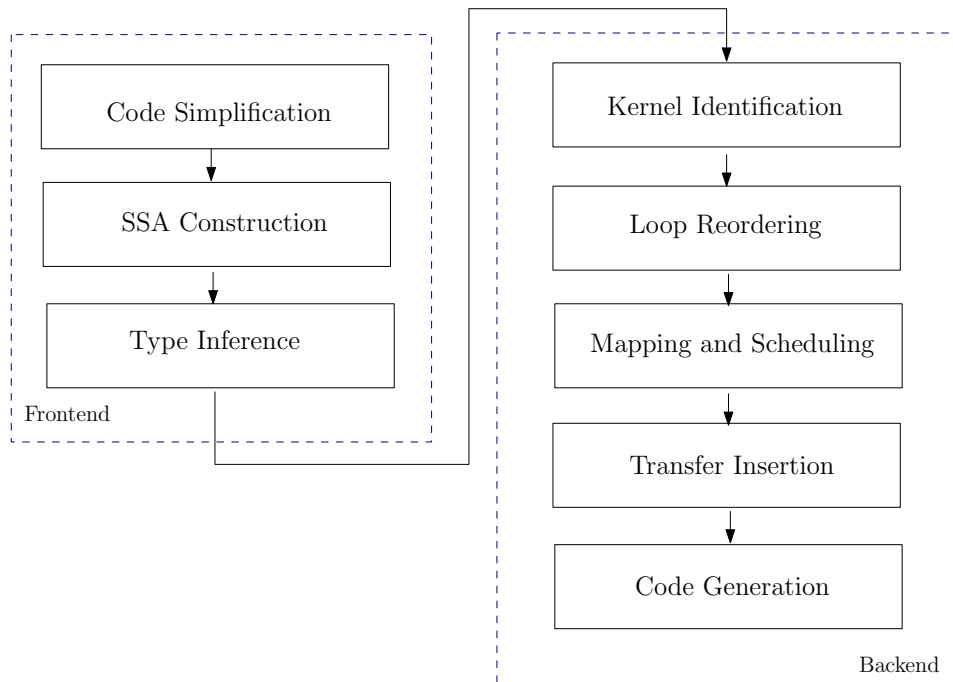 Code Simplification
SSA Construction
Type Inference
Frontend
Kernel Identification
Loop Reordering
Mapping and Scheduling
Transfer Insertion
Code Generation
Backend